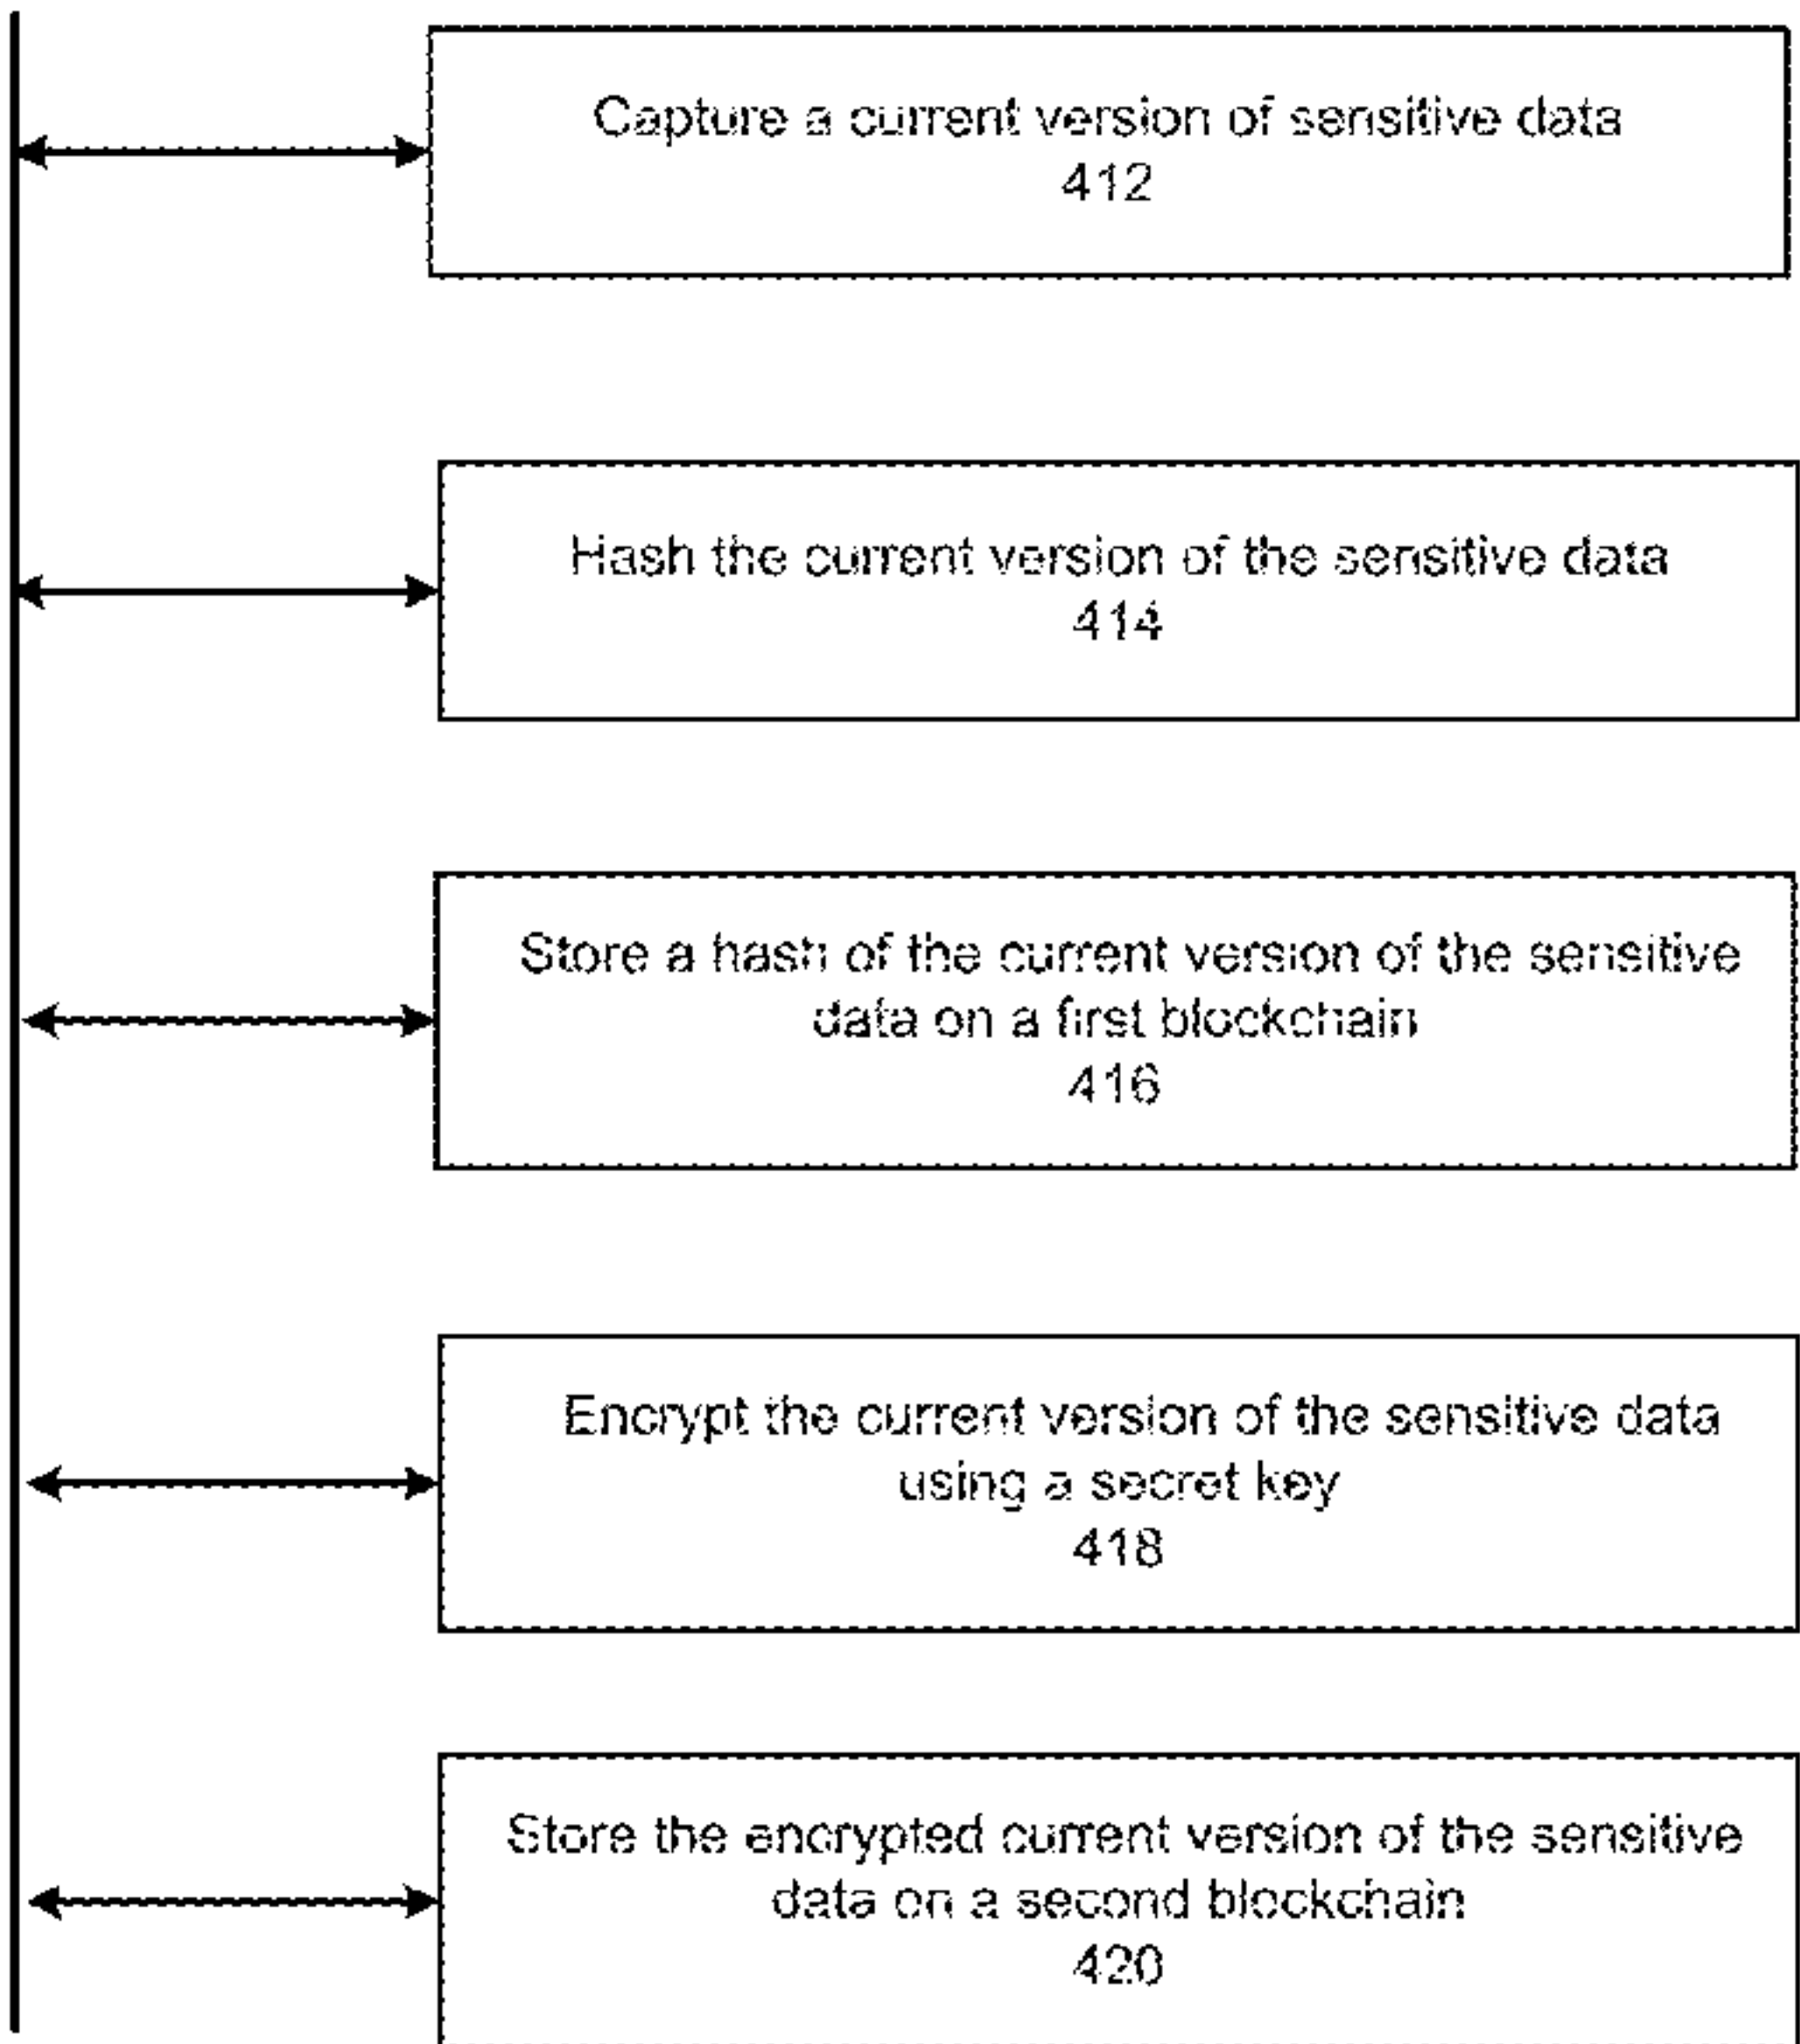 Capture a current version of sensitive data
412
Hash the current version of the sensitive data
414
Store a hash of the current version of the sensitive
data on a first blockchain
416
Encrypt the current version of the sensitive data
using a secret key
418
Store the encrypted current version of the sensitive
data on a second blockchain
420